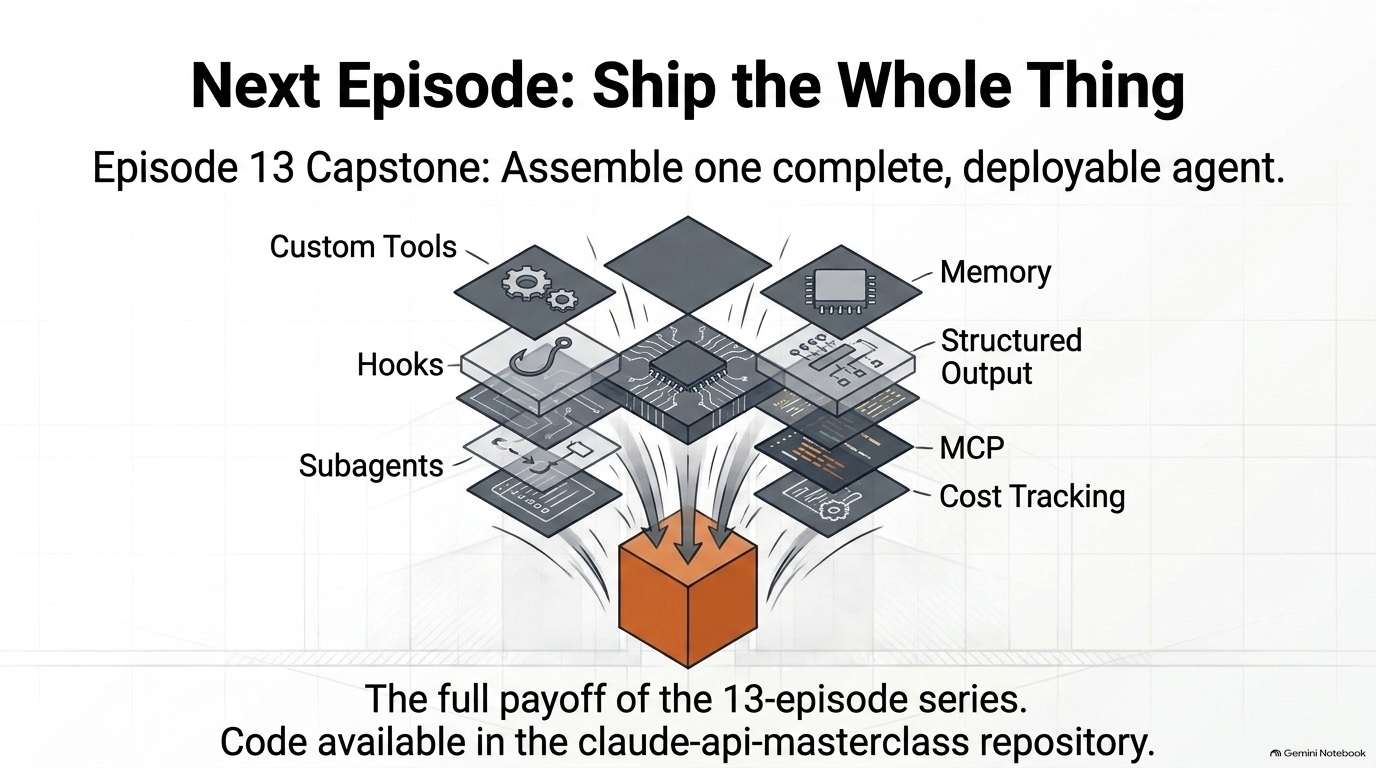 Next Episode: Ship the Whole Thing
Episode 13 Capstone: Assemble one complete, deployable agent.
Custom Tools
Memory
Hooks
Structured
Output
Subagents
MCP
Cost Tracking
The full payoff of the 13-episode series.
Code available in the claude-api-masterclass repository.
Gemini Notebook